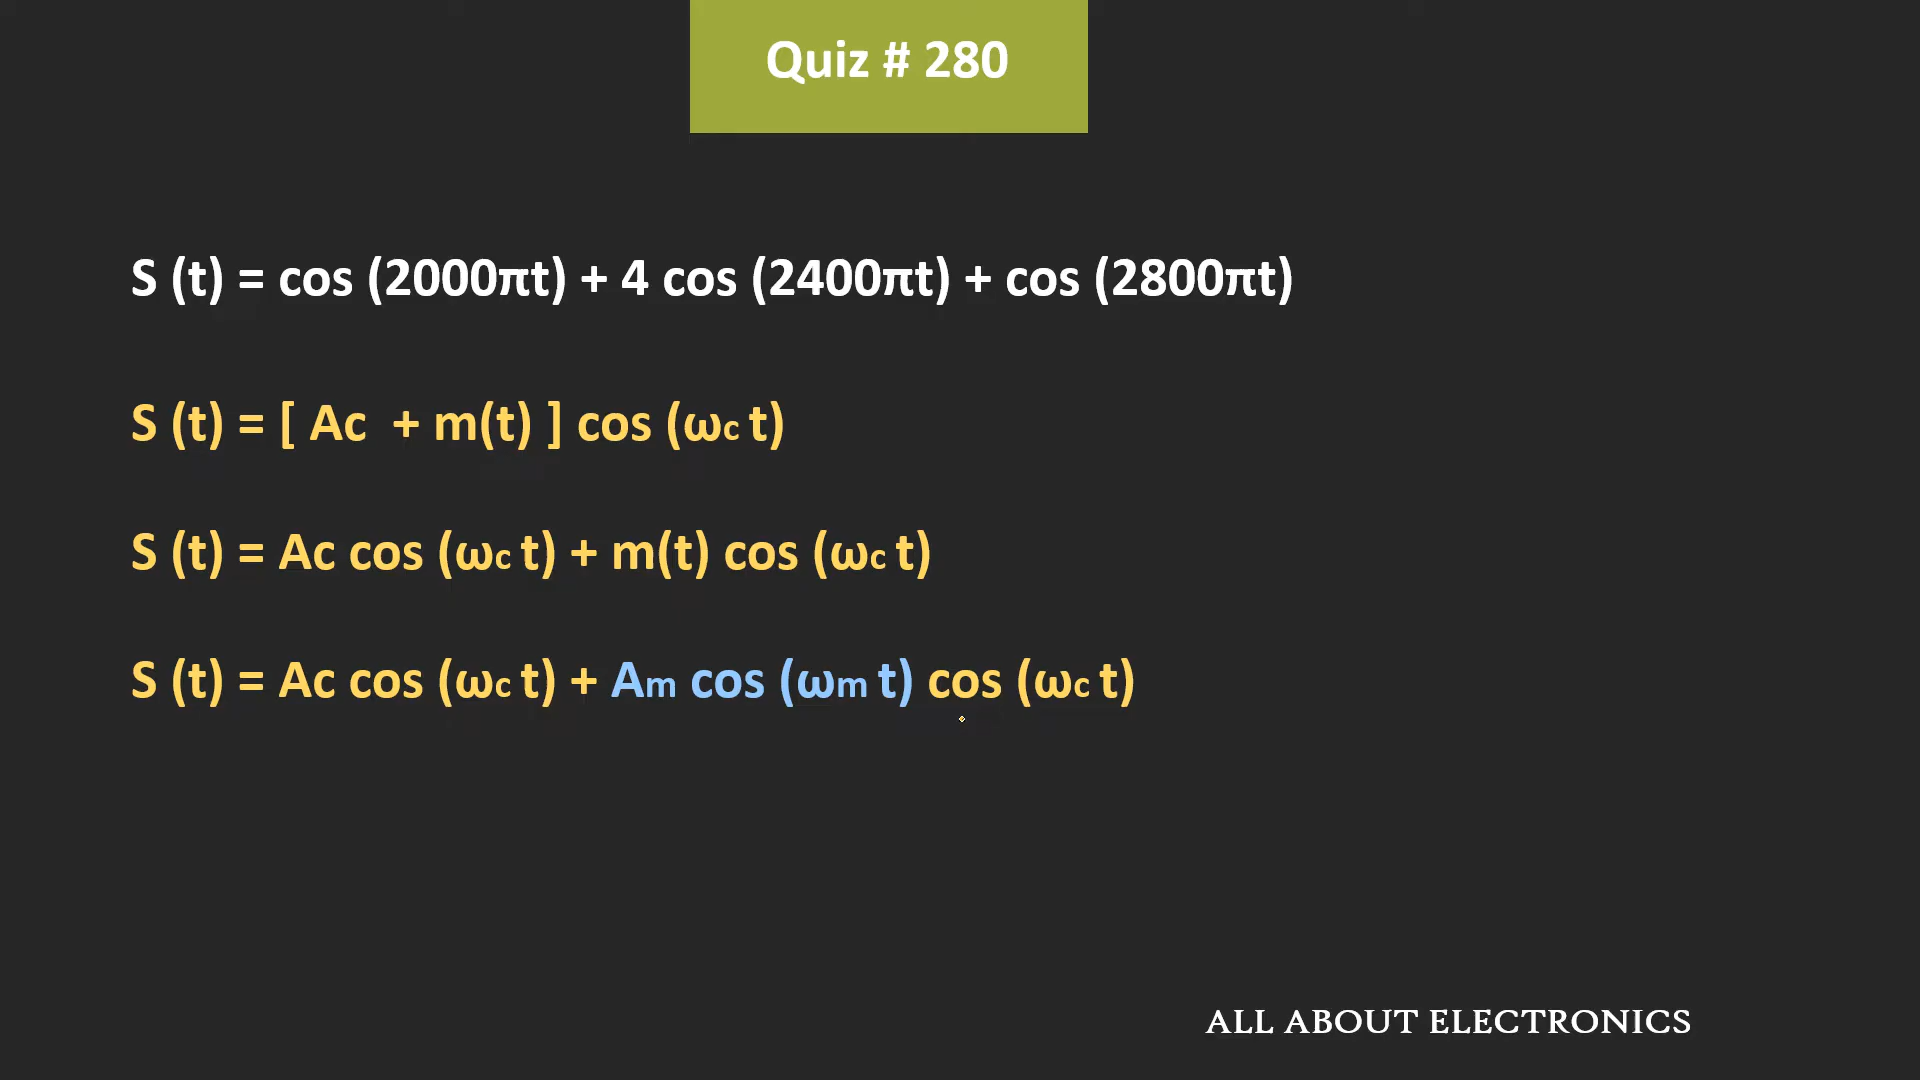 Quiz # 280
S (t) = cos (2000πt) + 4 cos (2400πt) + cos (2800πt)
S (t) = [ Ac + m(t) ] cos (ωc t)
S (t) = Ac cos (ωc t) + m(t) cos (ωc t)
S (t) = Ac cos (ωc t) + Am cos (ωm t) cos (ωc t)
ALL ABOUT ELECTRONICS